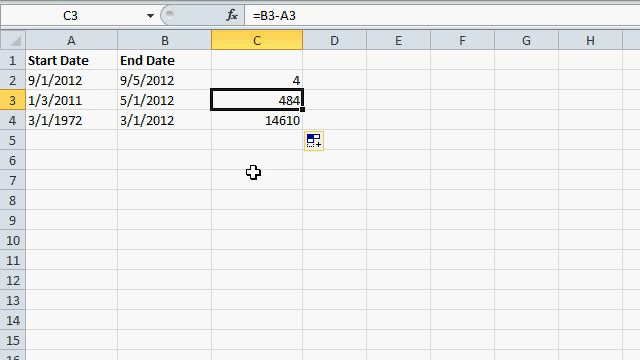 C3 fx =B3-A3
A B C D E F G H
1 Start Date End Date
2 9/1/2012 9/5/2012 4
3 1/3/2011 5/1/2012 484
4 3/1/1972 3/1/2012 14610
5
6
7
8
9
10
11
12
13
14
15
16